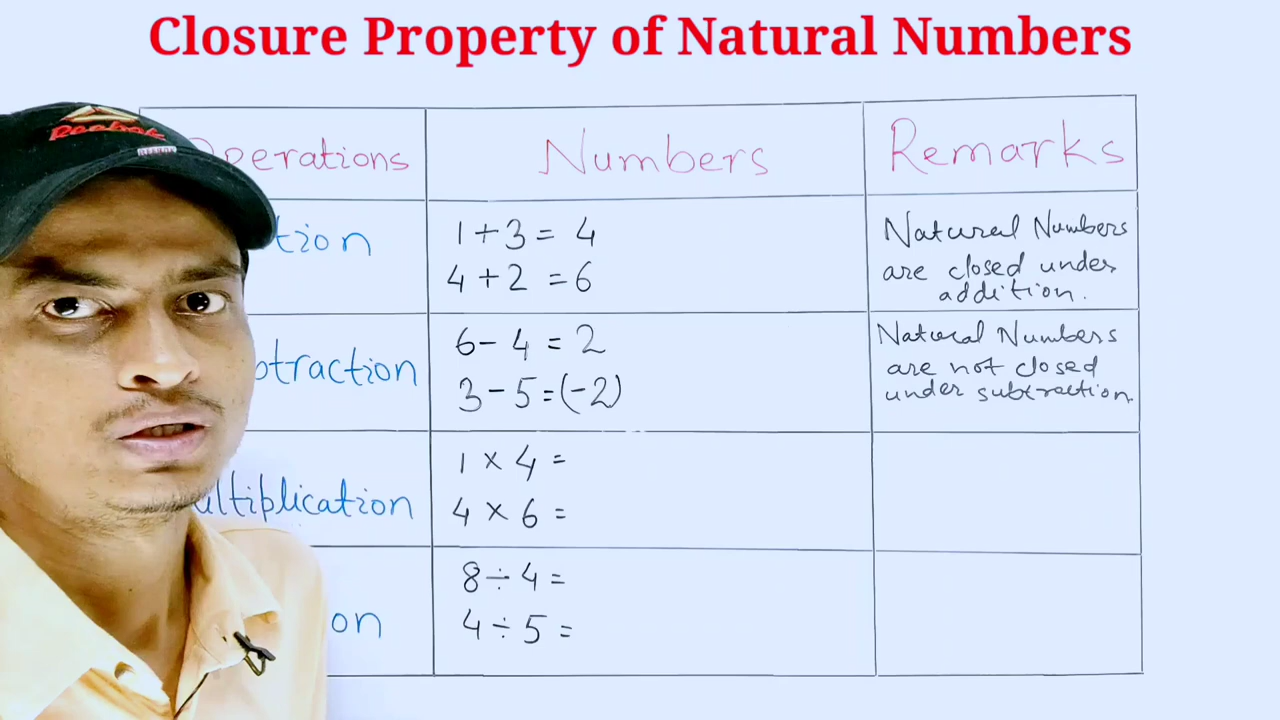 Closure Property of Natural Numbers
Reebok
Operations Numbers Remarks
tion
1 + 3 = 4
4 + 2 = 6
Natural Numbers
are closed under
addition.
btraction
6 - 4 = 2
3 - 5 = (-2)
Natural Numbers
are not closed
under subtraction.
ultiplication
1 × 4 =
4 × 6 =
on
8 ÷ 4 =
4 ÷ 5 =